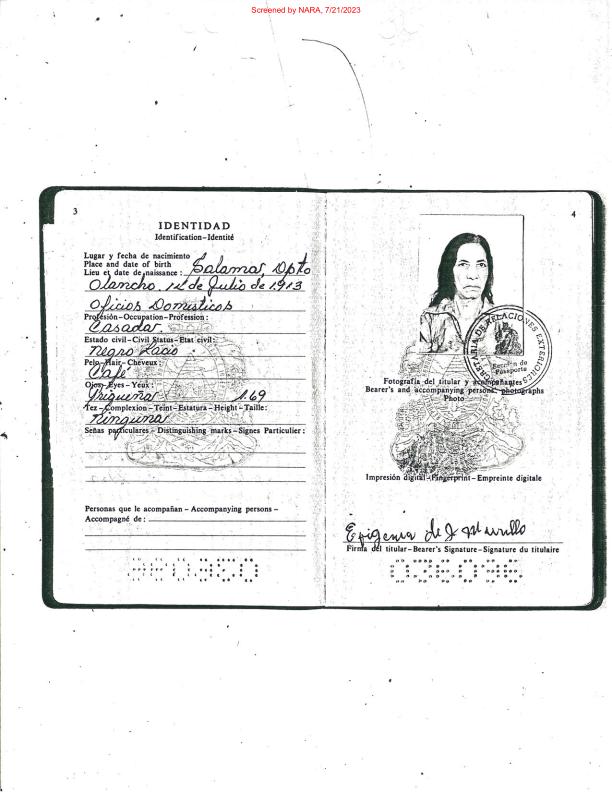 Screened by NARA, 7/21/2023
3
IDENTIDAD
Identification-Identité
Lugar y fecha de nacimiento
Place and date of birth
Lieu et date de naissance : Salamá, Dpto
Olancho, 12 de Julio de 1913
Oficios Domésticos
Profesión-Occupation-Profession:
Casada.
Estado civil-Civil Status-Etat civil:
Negro Lacio
Pelo-Hair-Cheveux:
Café
Ojos-Eyes-Yeux:
Trigueña 1.69
Tez-Complexion-Teint-Estatura-Height-Taille:
Ninguna
Señas particulares-Distinguishing marks-Signes Particulier:
Personas que le acompañan-Accompanying persons-
Accompagné de:
4
SECRETARIA DE RELACIONES EXTERIORES
Sección de
Pasaporte
Fotografía del titular y acompañantes
Bearer's and accompanying persons' photographs
Photo
Impresión digital-Fingerprint-Empreinte digitale
Epigenia de J Murillo
Firma del titular-Bearer's Signature-Signature du titulaire